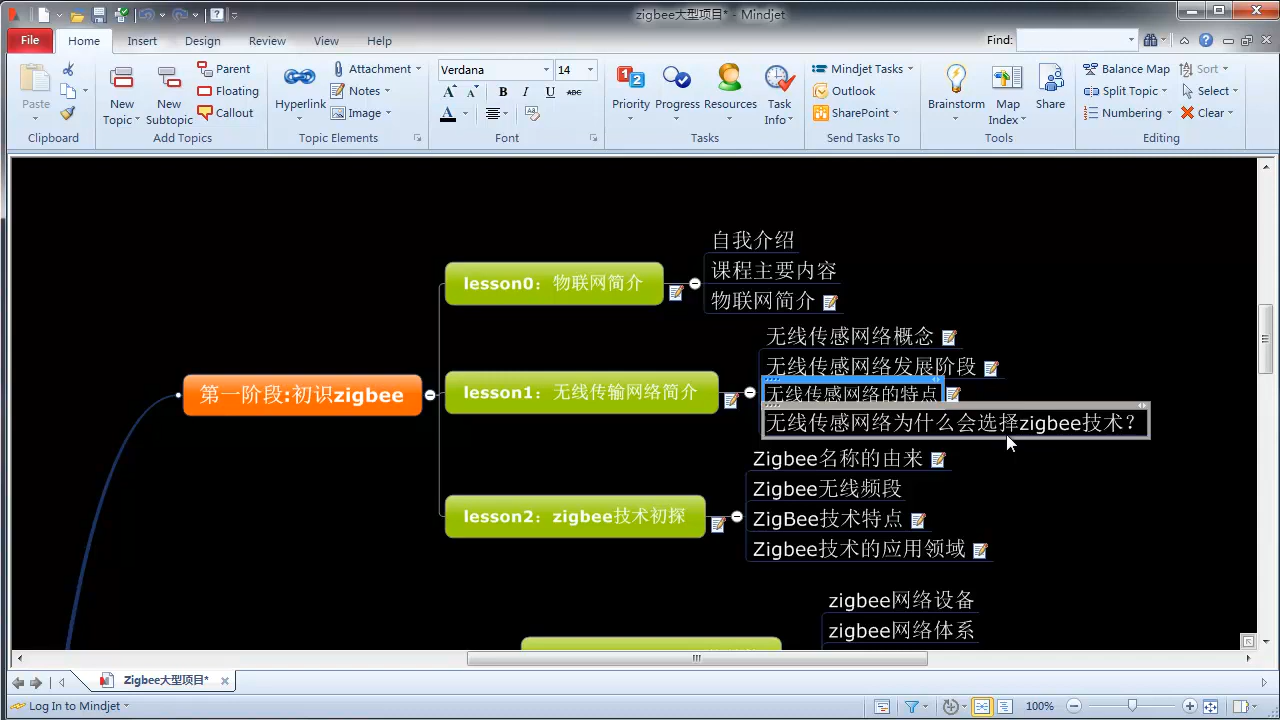 zigbee大型项目* - Mindjet
File Home Insert Design Review View Help Find:
Paste
Clipboard
New Topic
New Subtopic
Parent
Floating
Callout
Add Topics
Hyperlink
Attachment
Notes
Image
Topic Elements
Verdana 14
B I U ABC
A
Font
Priority Progress Resources Task Info
Tasks
Mindjet Tasks
Outlook
SharePoint
Send Tasks To
Brainstorm Map Index Share
Tools
Balance Map Sort
Split Topic Select
Numbering Clear
Editing
第一阶段:初识zigbee
lesson0：物联网简介
自我介绍
课程主要内容
物联网简介
lesson1：无线传输网络简介
无线传感网络概念
无线传感网络发展阶段
无线传感网络的特点
无线传感网络为什么会选择zigbee技术？
lesson2：zigbee技术初探
Zigbee名称的由来
Zigbee无线频段
ZigBee技术特点
Zigbee技术的应用领域
zigbee网络设备
zigbee网络体系
Zigbee大型项目*
Log In to Mindjet 100%